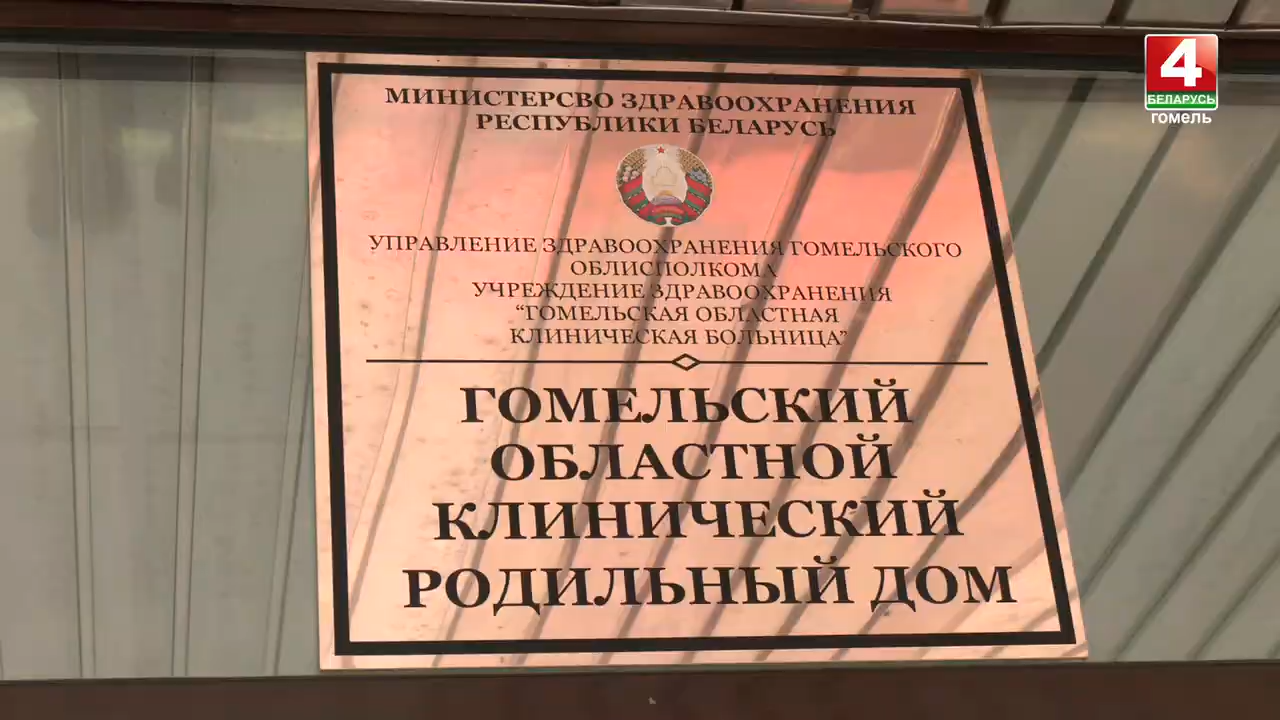 МИНИСТЕРСВО ЗДРАВООХРАНЕНИЯ
РЕСПУБЛИКИ БЕЛАРУСЬ
УПРАВЛЕНИЕ ЗДРАВООХРАНЕНИЯ ГОМЕЛЬСКОГО
ОБЛИСПОЛКОМА
УЧРЕЖДЕНИЕ ЗДРАВООХРАНЕНИЯ
“ГОМЕЛЬСКАЯ ОБЛАСТНАЯ
КЛИНИЧЕСКАЯ БОЛЬНИЦА”
ГОМЕЛЬСКИЙ
ОБЛАСТНОЙ
КЛИНИЧЕСКИЙ
РОДИЛЬНЫЙ ДОМ
4
БЕЛАРУСЬ
гомель